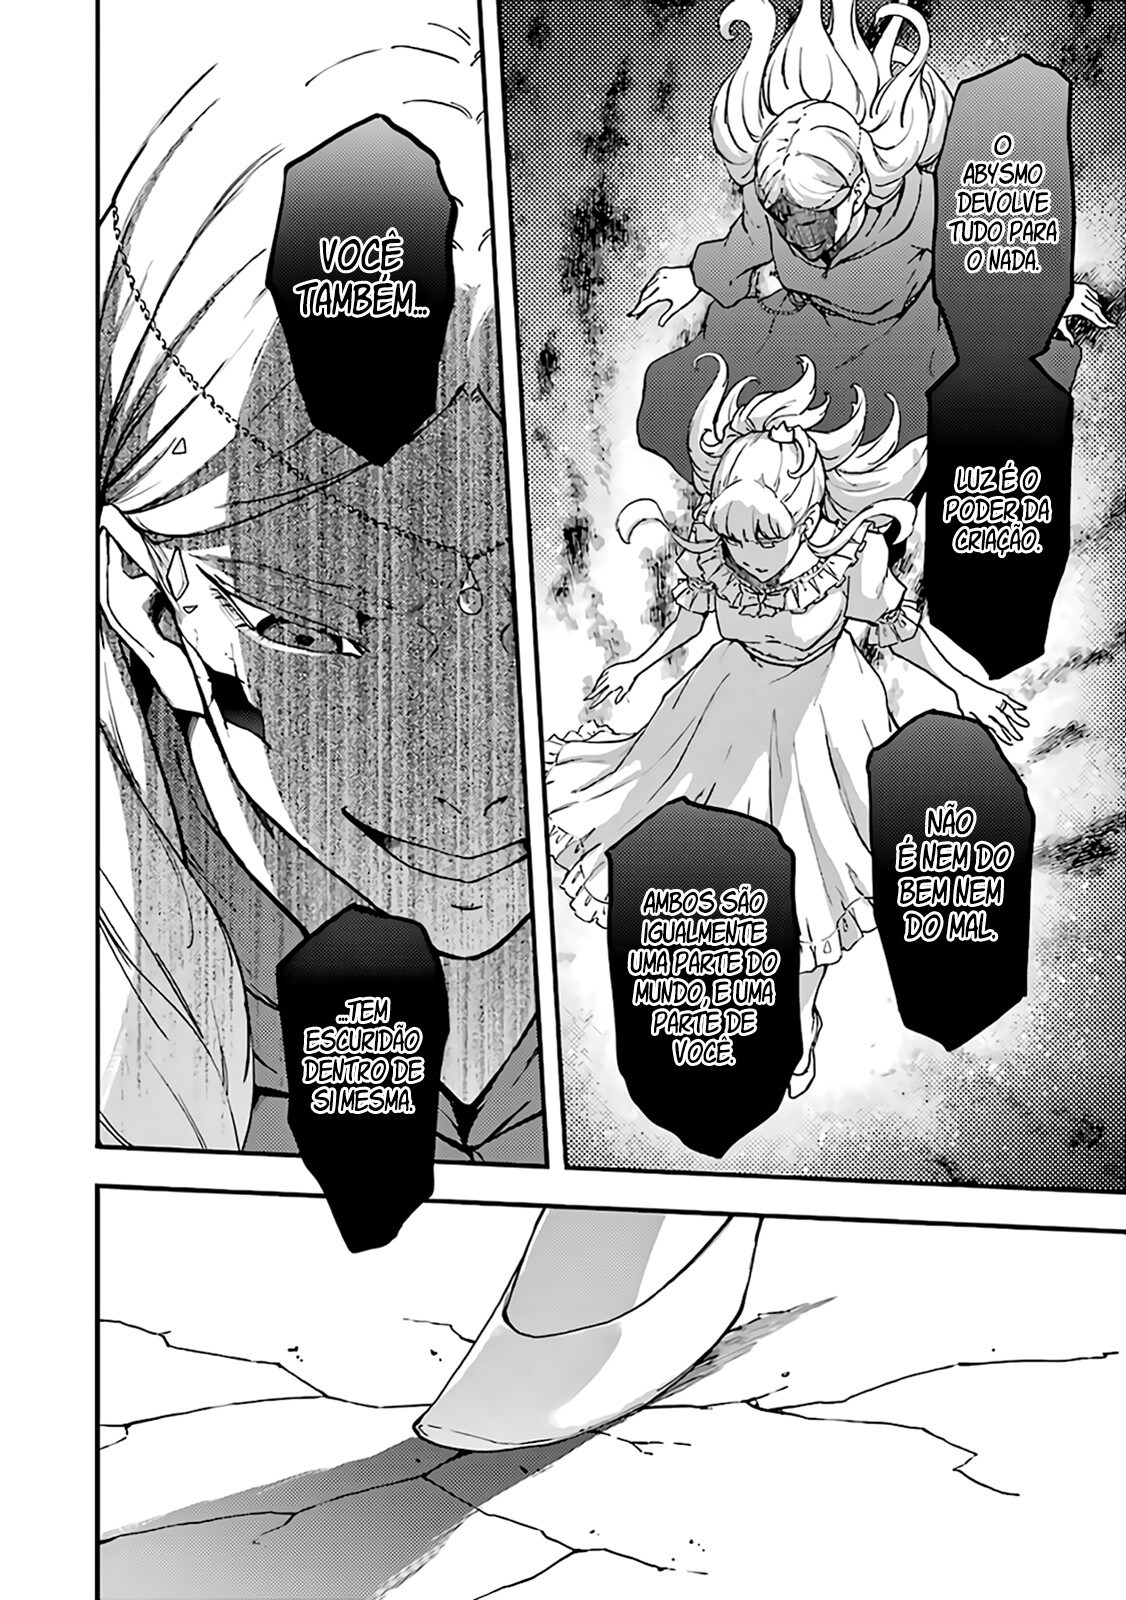 O
ABYSMO
DEVOLVE
TUDO PARA
O NADA.
LUZ É O
PODER DA
CRIAÇÃO.
NÃO
É NEM DO
BEM NEM
DO MAL.
AMBOS SÃO
IGUALMENTE
UMA PARTE DO
MUNDO, E UMA
PARTE DE
VOCÊ.
VOCÊ
TAMBÉM...
...TEM
ESCURIDÃO
DENTRO DE
SI MESMA.